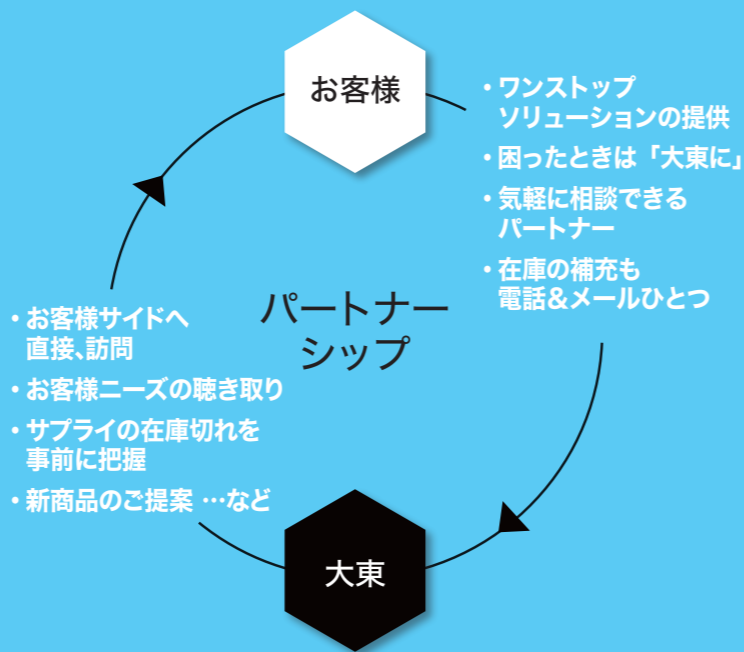 お客様
・ワンストップ
ソリューションの提供
・困ったときは「大東に」
・気軽に相談できる
パートナー
・在庫の補充も
電話&メールひとつ
パートナー
シップ
・お客様サイドへ
直接、訪問
・お客様ニーズの聴き取り
・サプライの在庫切れを
事前に把握
・新商品のご提案 …など
大東